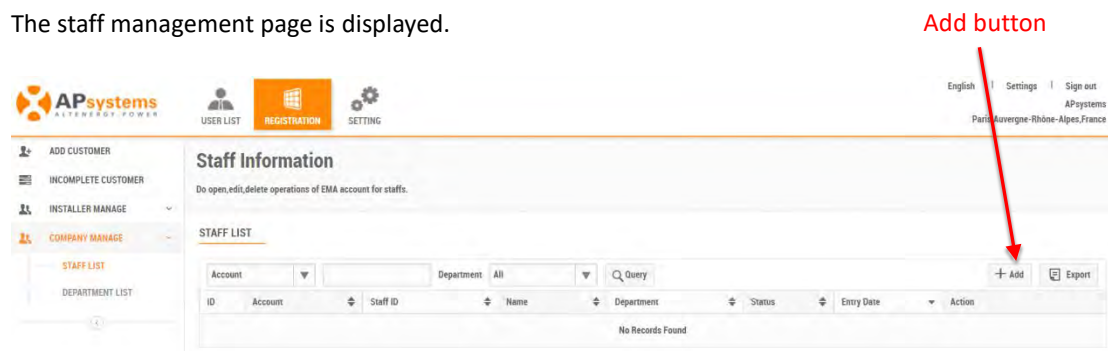 The staff management page is displayed.
Add button
APsystems
ALTENERGY POWER
USER LIST
REGISTRATION
SETTING
English | Settings | Sign out
APsystems
Paris,Auvergne-Rhône-Alpes,France
ADD CUSTOMER
INCOMPLETE CUSTOMER
INSTALLER MANAGE
COMPANY MANAGE
STAFF LIST
DEPARTMENT LIST
Staff Information
Do open,edit,delete operations of EMA account for staffs.
STAFF LIST
Account Department All Query + Add Export
ID Account Staff ID Name Department Status Entry Date Action
No Records Found